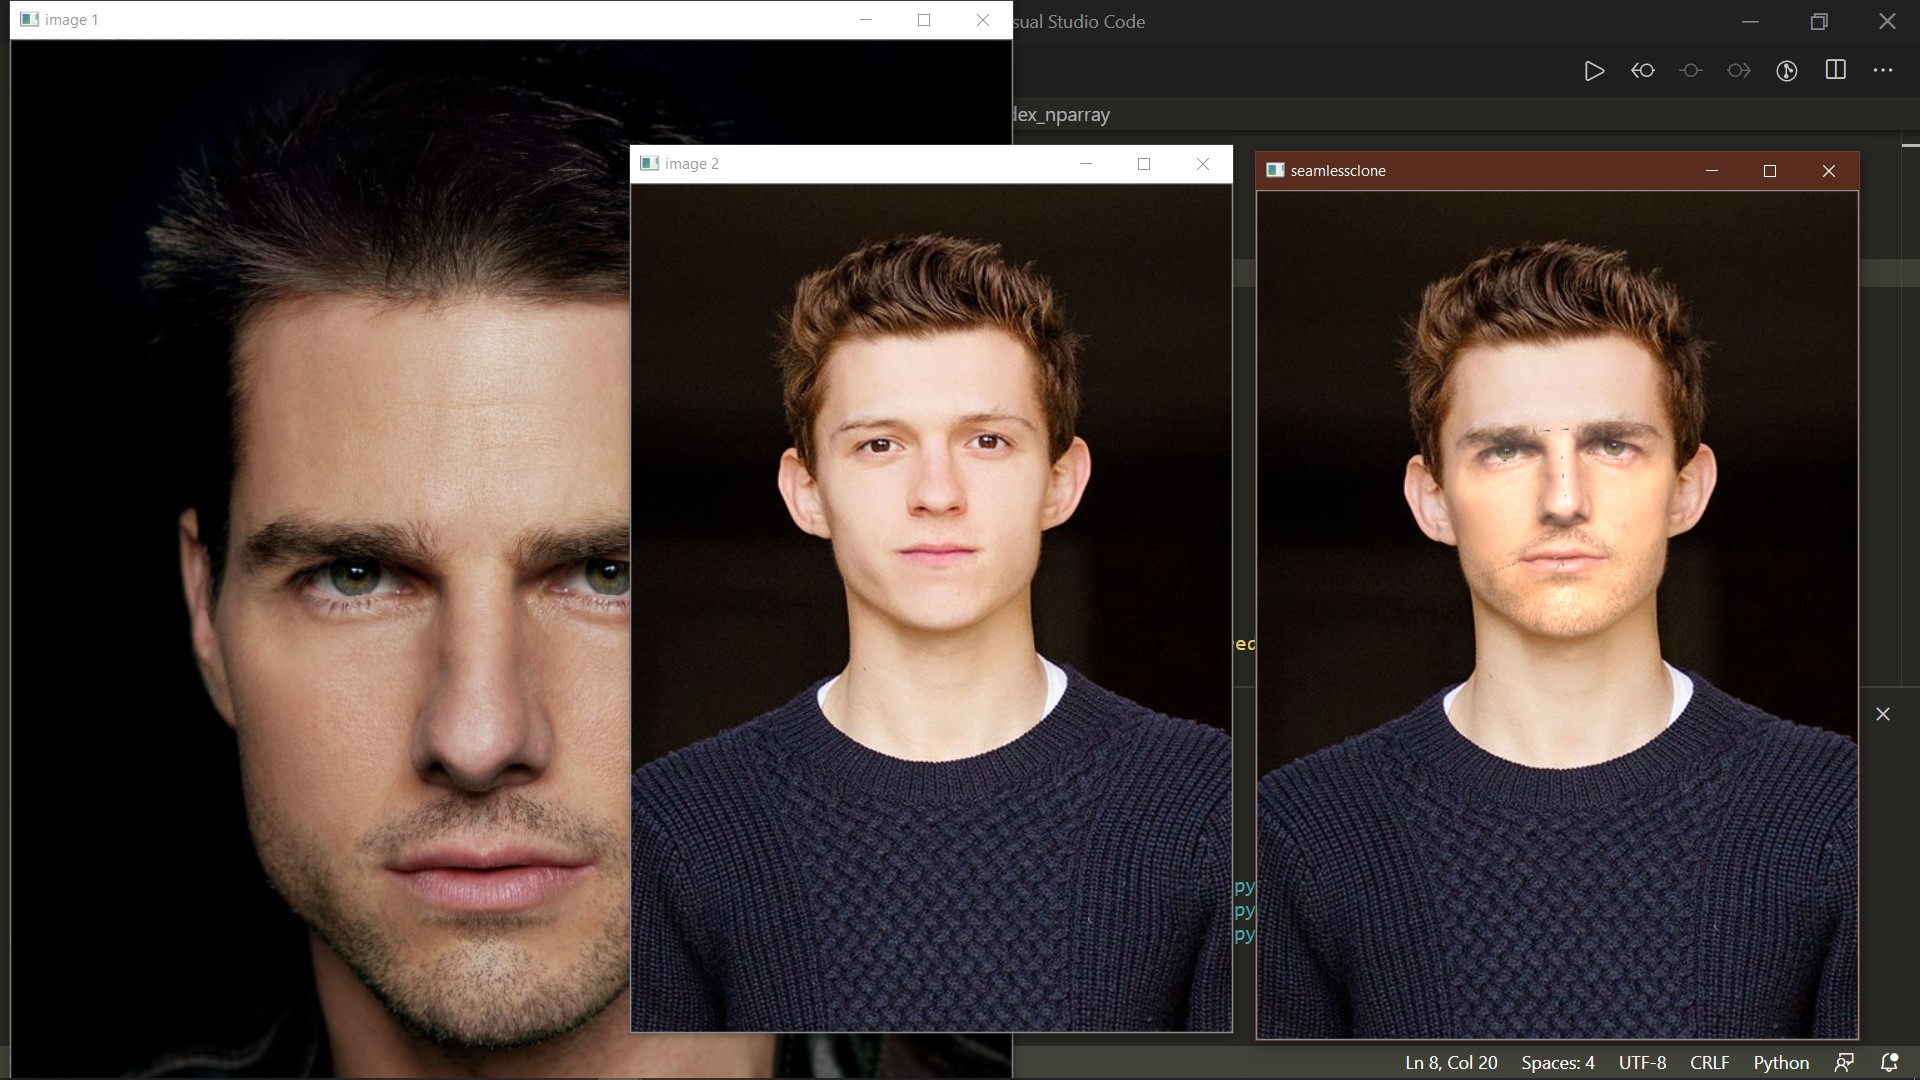 image 1
sual Studio Code
dex_nparray
image 2
seamlessclone
ed
py
py
py
Ln 8, Col 20
Spaces: 4
UTF-8
CRLF
Python